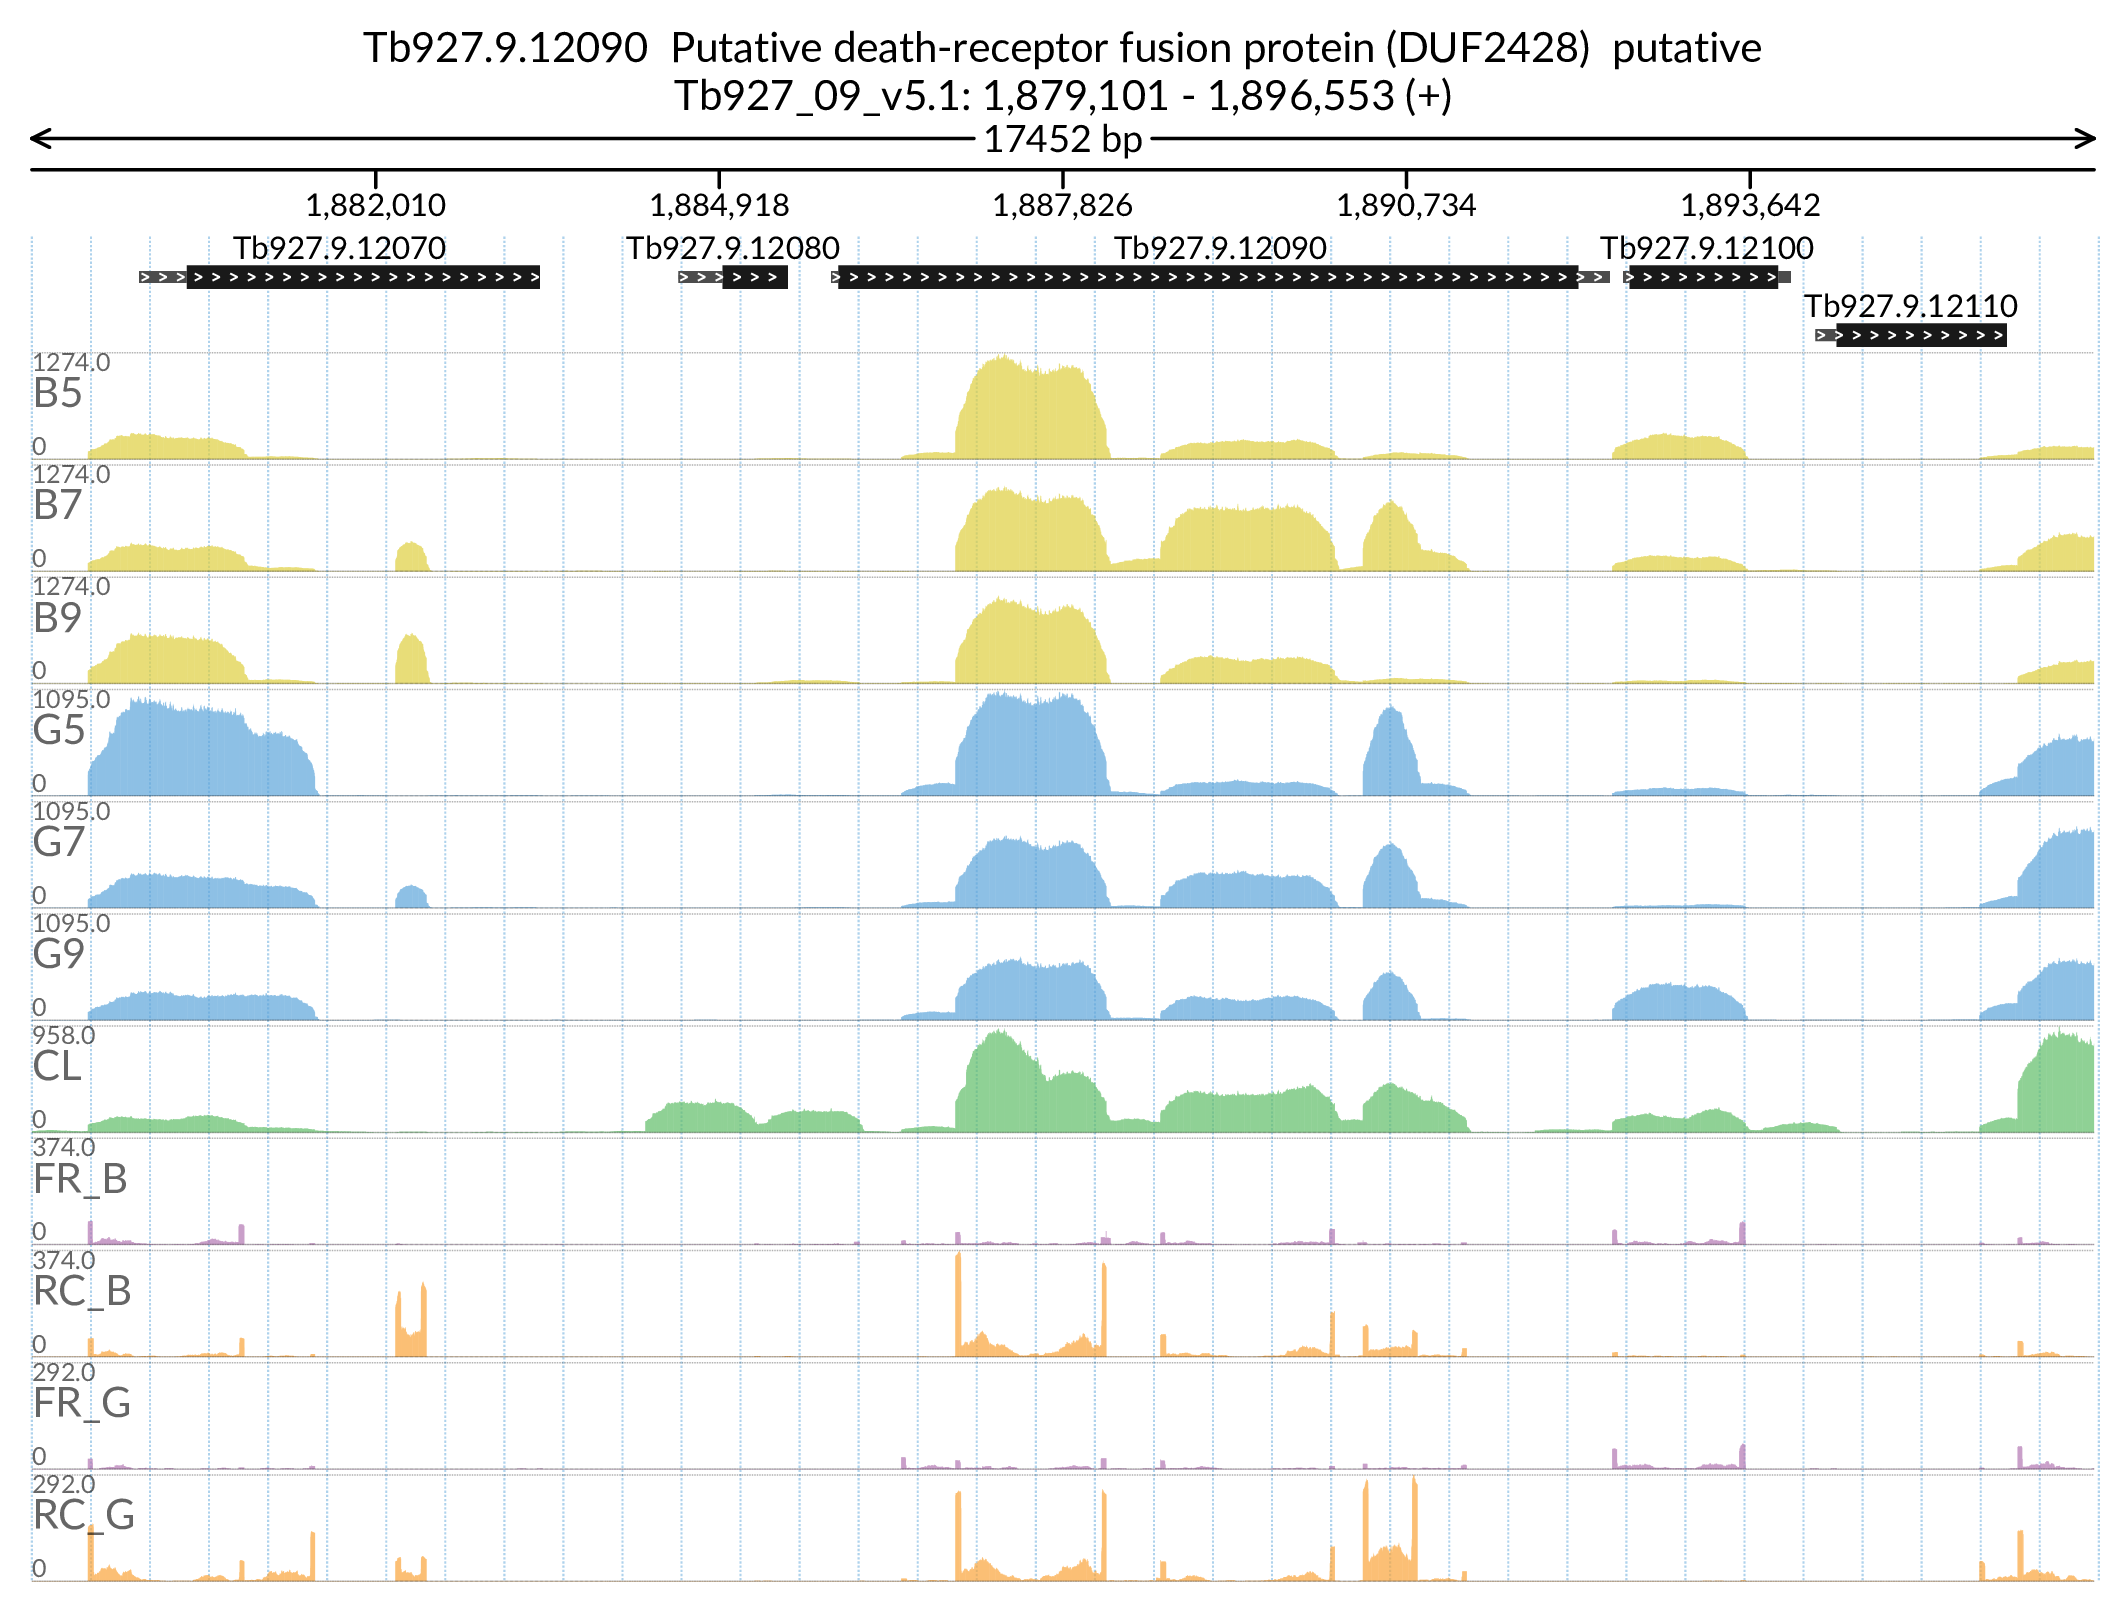 Tb927.9.12090  Putative death-receptor fusion protein (DUF2428)  putative
Tb927_09_v5.1: 1,879,101 - 1,896,553 (+)
17452 bp
1,882,010 1,884,918 1,887,826 1,890,734 1,893,642
Tb927.9.12070 Tb927.9.12080 Tb927.9.12090 Tb927.9.12100
Tb927.9.12110
1274.0
B5
0
1274.0
B7
0
1274.0
B9
0
1095.0
G5
0
1095.0
G7
0
1095.0
G9
0
958.0
CL
0
374.0
FR_B
0
374.0
RC_B
0
292.0
FR_G
0
292.0
RC_G
0